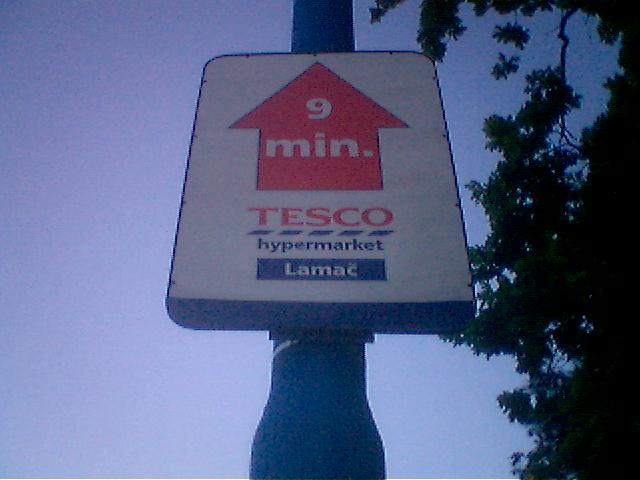 9
min.
TESCO
hypermarket
Lamač